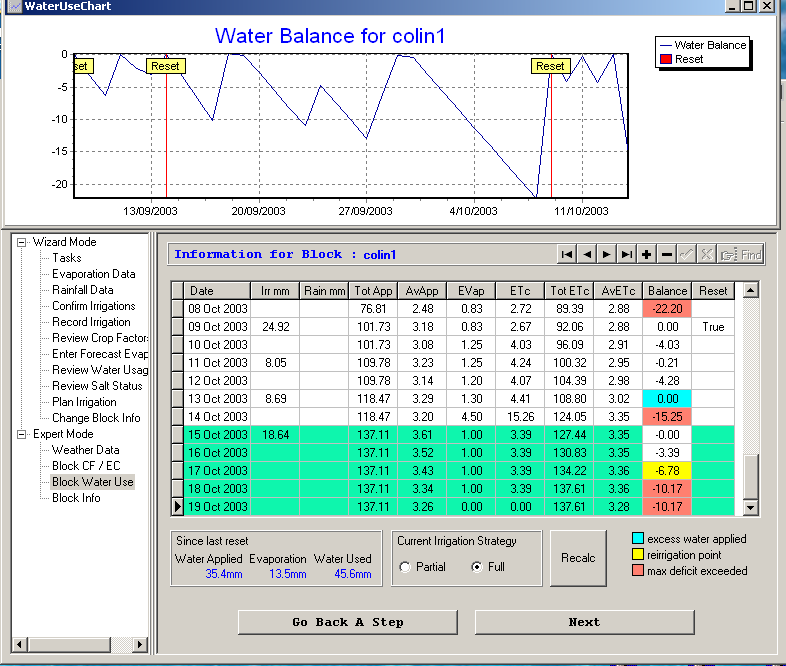 WaterUseChart
Water Balance for colin1
0
-5
-10
-15
-20
set Reset Reset
13/09/2003 20/09/2003 27/09/2003 4/10/2003 11/10/2003
Water Balance
Reset
Wizard Mode
Tasks
Evaporation Data
Rainfall Data
Confirm Irrigations
Record Irrigation
Review Crop Factor
Enter Forecast Evap
Review Water Usag
Review Salt Status
Plan Irrigation
Change Block Info
Expert Mode
Weather Data
Block CF / EC
Block Water Use
Block Info
Information for Block : colin1
Find
Date Irr mm Rain mm Tot App AvApp EVap ETc Tot ETc AvETc Balance Reset
08 Oct 2003 76.81 2.48 0.83 2.72 89.39 2.88 -22.20
09 Oct 2003 24.92 101.73 3.18 0.83 2.67 92.06 2.88 0.00 True
10 Oct 2003 101.73 3.08 1.25 4.03 96.09 2.91 -4.03
11 Oct 2003 8.05 109.78 3.23 1.25 4.24 100.32 2.95 -0.21
12 Oct 2003 109.78 3.14 1.20 4.07 104.39 2.98 -4.28
13 Oct 2003 8.69 118.47 3.29 1.30 4.41 108.80 3.02 0.00
14 Oct 2003 118.47 3.20 4.50 15.26 124.05 3.35 -15.25
15 Oct 2003 18.64 137.11 3.61 1.00 3.39 127.44 3.35 -0.00
16 Oct 2003 137.11 3.52 1.00 3.39 130.83 3.35 -3.39
17 Oct 2003 137.11 3.43 1.00 3.39 134.22 3.36 -6.78
18 Oct 2003 137.11 3.34 1.00 3.39 137.61 3.36 -10.17
19 Oct 2003 137.11 3.26 0.00 0.00 137.61 3.28 -10.17
Since last reset
Water Applied Evaporation Water Used
35.4mm 13.5mm 45.6mm
Current Irrigation Strategy
Partial Full
Recalc
excess water applied
reirrigation point
max deficit exceeded
Go Back A Step
Next